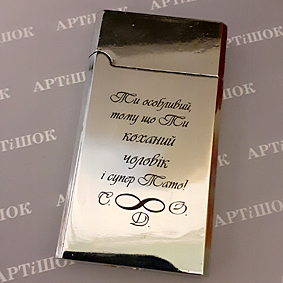 Ти особливий,
тому що Ти
коханий
чоловік
і супер Тато!
С. Э.
Д.
АРТіШОК
АРТіШОК
АРТіШОК
АРТіШОК
АРТіШОК
АРТіШОК